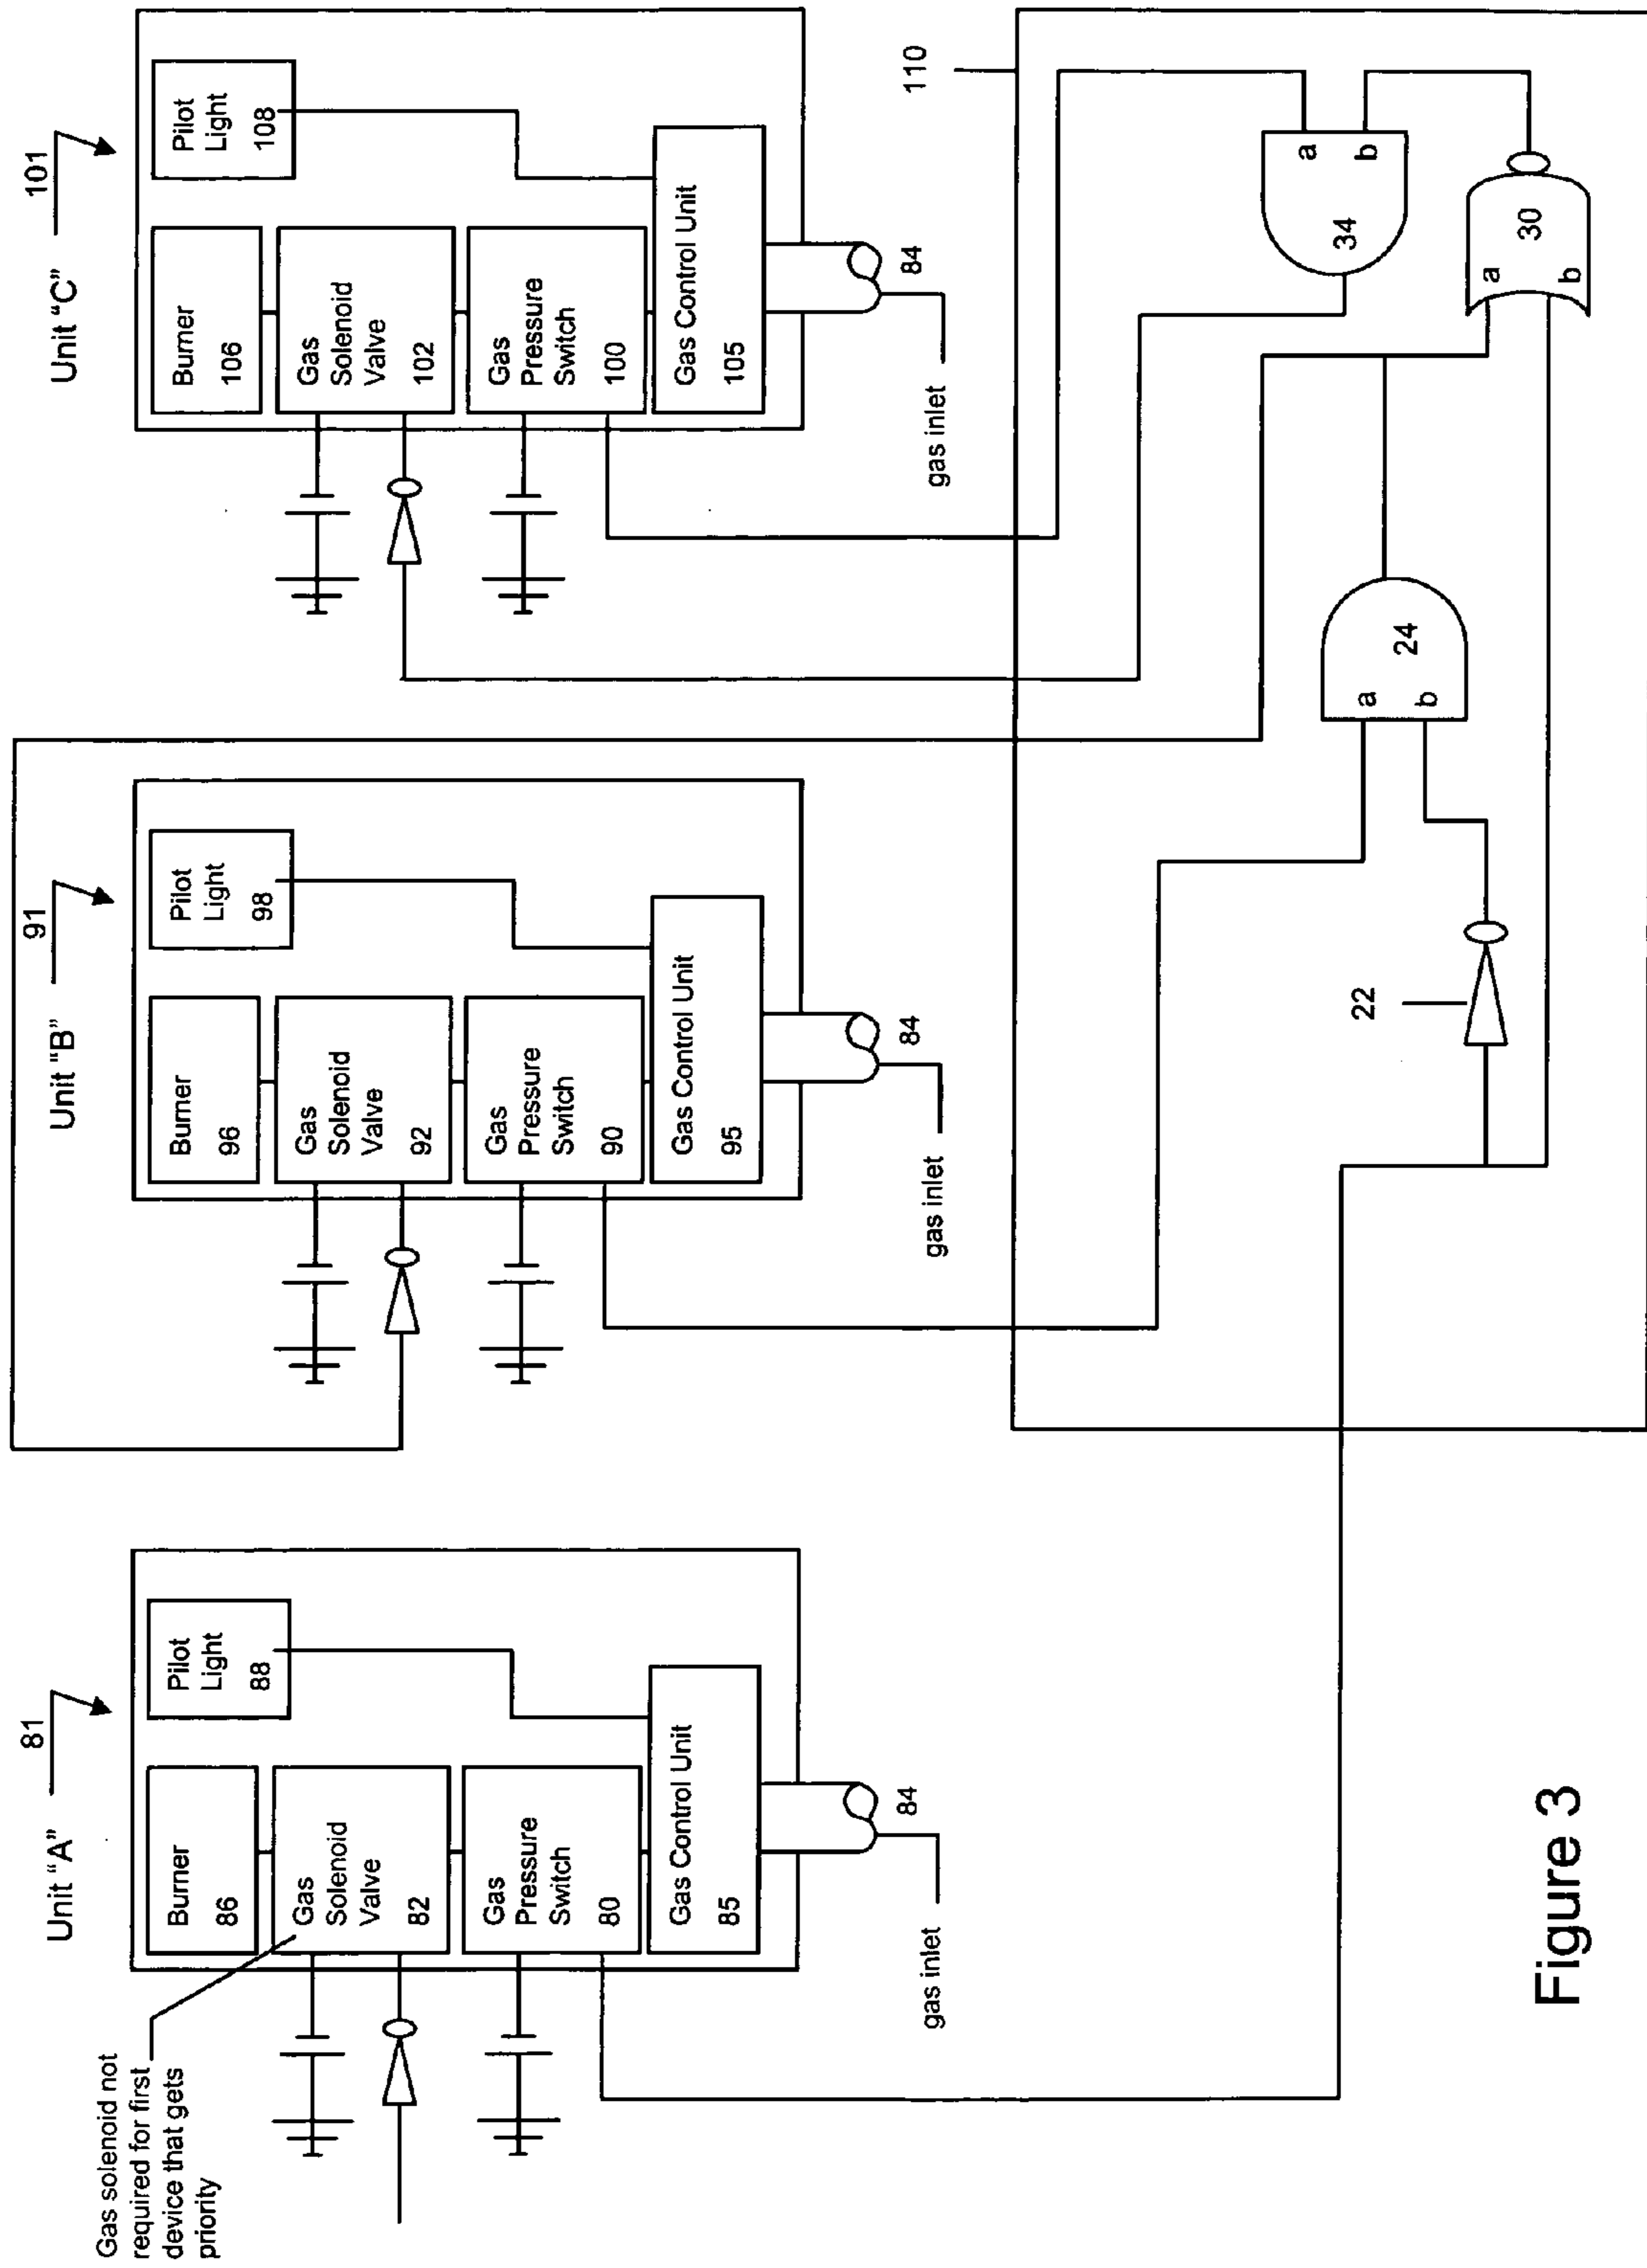 Gas solenoid not
required for first
device that gets
priority
Unit "A"
81
Burner
86
Pilot
Light
88
Gas
Solenoid
Valve
82
Gas
Pressure
Switch
80
Gas Control Unit
85
84
gas inlet
Unit "B"
91
Burner
96
Pilot
Light
98
Gas
Solenoid
Valve
92
Gas
Pressure
Switch
90
Gas Control Unit
95
84
gas inlet
Unit "C"
101
Burner
106
Pilot
Light
108
Gas
Solenoid
Valve
102
Gas
Pressure
Switch
100
Gas Control Unit
105
84
gas inlet
110
22
a
b
24
a
b
34
a
b
30
Figure 3